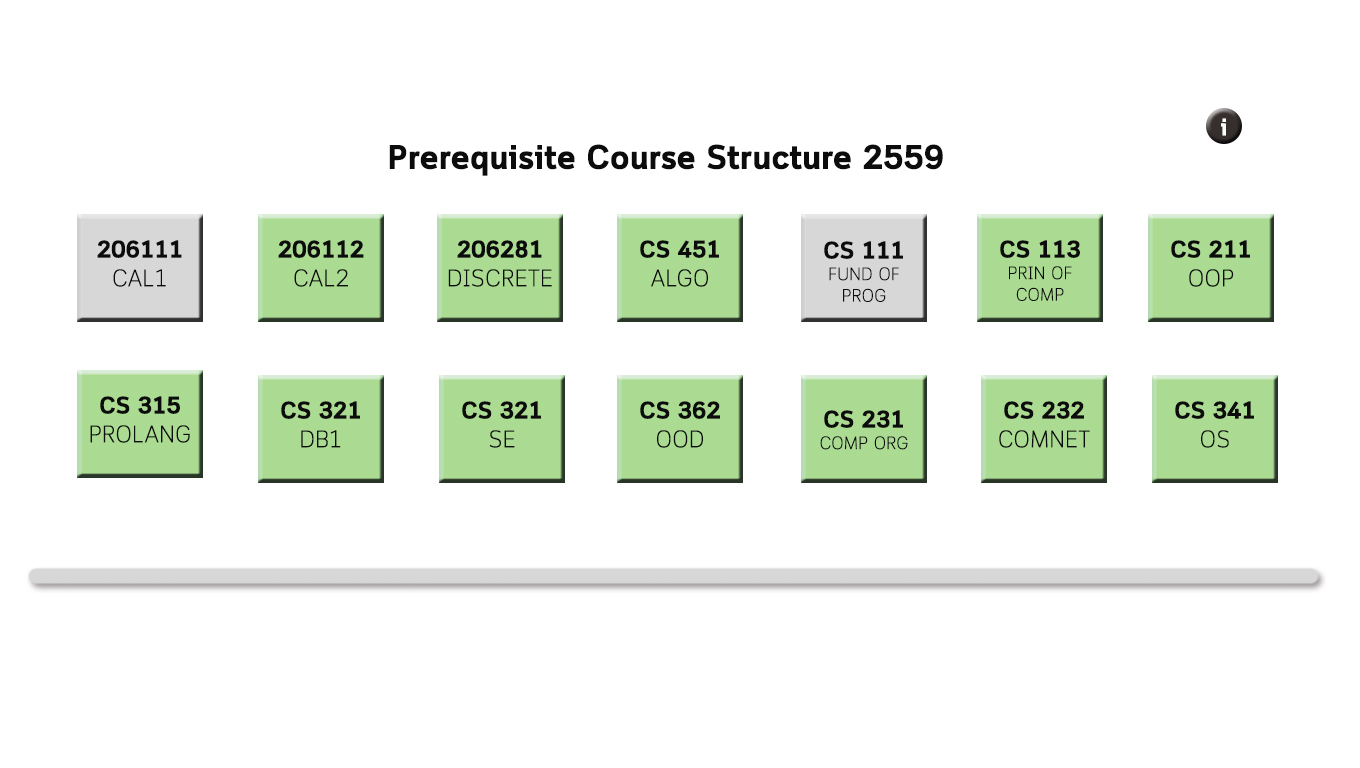 i
Prerequisite Course Structure 2559
206111
CAL1
206112
CAL2
206281
DISCRETE
CS 451
ALGO
CS 111
FUND OF
PROG
CS 113
PRIN OF
COMP
CS 211
OOP
CS 315
PROLANG
CS 321
DB1
CS 321
SE
CS 362
OOD
CS 231
COMP ORG
CS 232
COMNET
CS 341
OS